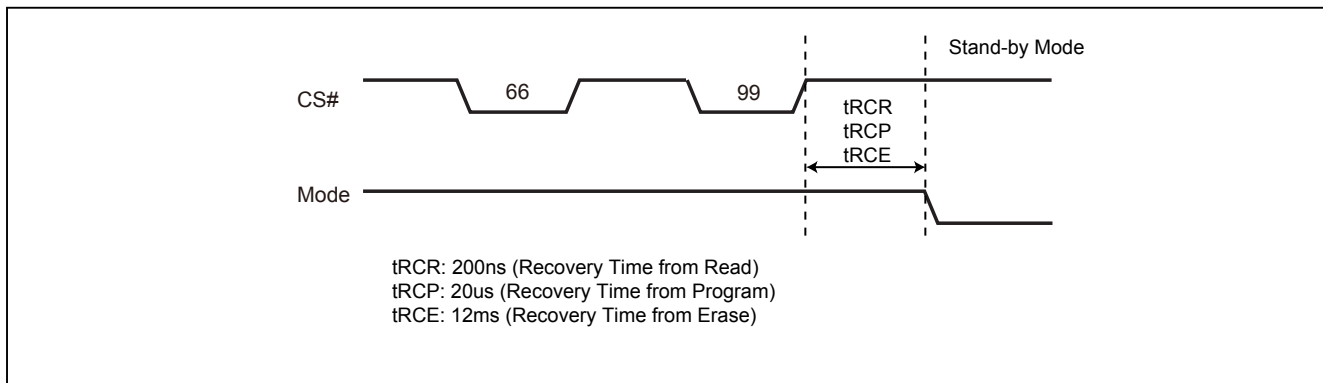 Stand-by Mode
CS#
66
99
tRCR
tRCP
tRCE
Mode
tRCR: 200ns (Recovery Time from Read)
tRCP: 20us (Recovery Time from Program)
tRCE: 12ms (Recovery Time from Erase)